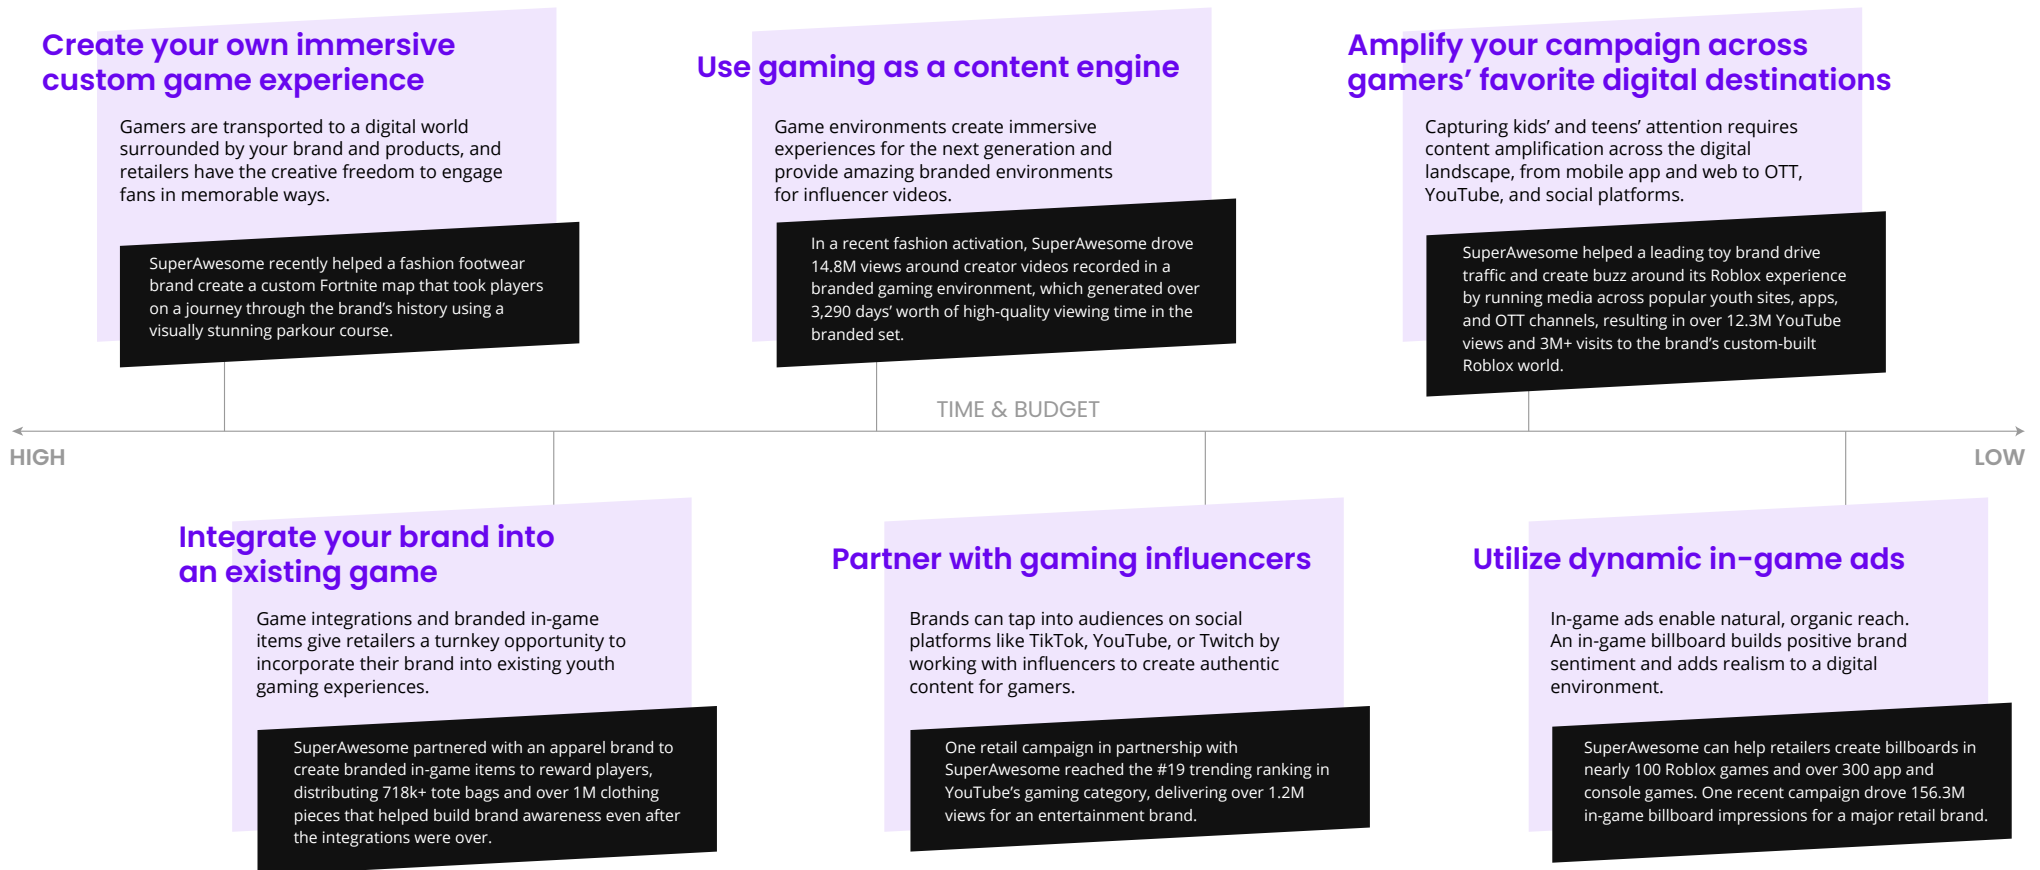 Create your own immersive
custom game experience
Gamers are transported to a digital world
surrounded by your brand and products, and
retailers have the creative freedom to engage
fans in memorable ways.
SuperAwesome recently helped a fashion footwear
brand create a custom Fortnite map that took players
on a journey through the brand’s history using a
visually stunning parkour course.
Use gaming as a content engine
Game environments create immersive
experiences for the next generation and
provide amazing branded environments
for influencer videos.
In a recent fashion activation, SuperAwesome drove
14.8M views around creator videos recorded in a
branded gaming environment, which generated over
3,290 days’ worth of high-quality viewing time in the
branded set.
Amplify your campaign across
gamers’ favorite digital destinations
Capturing kids’ and teens’ attention requires
content amplification across the digital
landscape, from mobile app and web to OTT,
YouTube, and social platforms.
SuperAwesome helped a leading toy brand drive
traffic and create buzz around its Roblox experience
by running media across popular youth sites, apps,
and OTT channels, resulting in over 12.3M YouTube
views and 3M+ visits to the brand’s custom-built
Roblox world.
TIME & BUDGET
HIGH
LOW
Integrate your brand into
an existing game
Game integrations and branded in-game
items give retailers a turnkey opportunity to
incorporate their brand into existing youth
gaming experiences.
SuperAwesome partnered with an apparel brand to
create branded in-game items to reward players,
distributing 718k+ tote bags and over 1M clothing
pieces that helped build brand awareness even after
the integrations were over.
Partner with gaming influencers
Brands can tap into audiences on social
platforms like TikTok, YouTube, or Twitch by
working with influencers to create authentic
content for gamers.
One retail campaign in partnership with
SuperAwesome reached the #19 trending ranking in
YouTube’s gaming category, delivering over 1.2M
views for an entertainment brand.
Utilize dynamic in-game ads
In-game ads enable natural, organic reach.
An in-game billboard builds positive brand
sentiment and adds realism to a digital
environment.
SuperAwesome can help retailers create billboards in
nearly 100 Roblox games and over 300 app and
console games. One recent campaign drove 156.3M
in-game billboard impressions for a major retail brand.